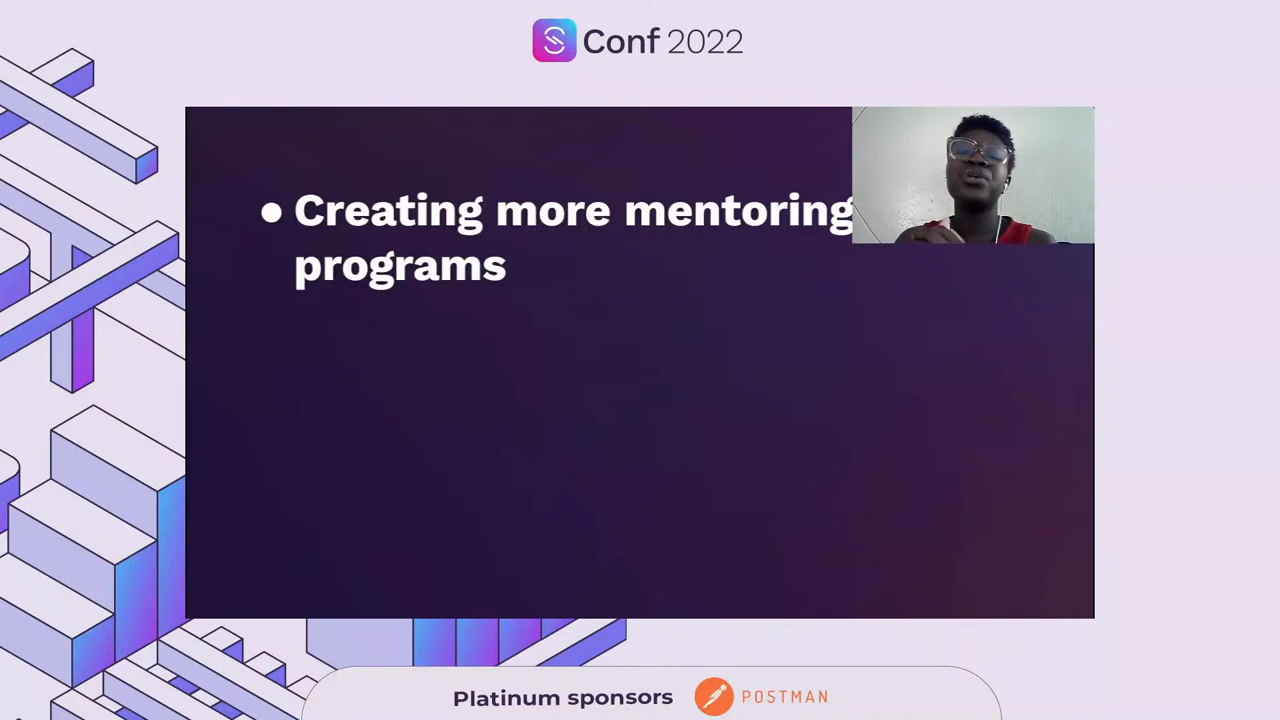 Conf 2022
● Creating more mentoring
programs
Platinum sponsors POSTMAN